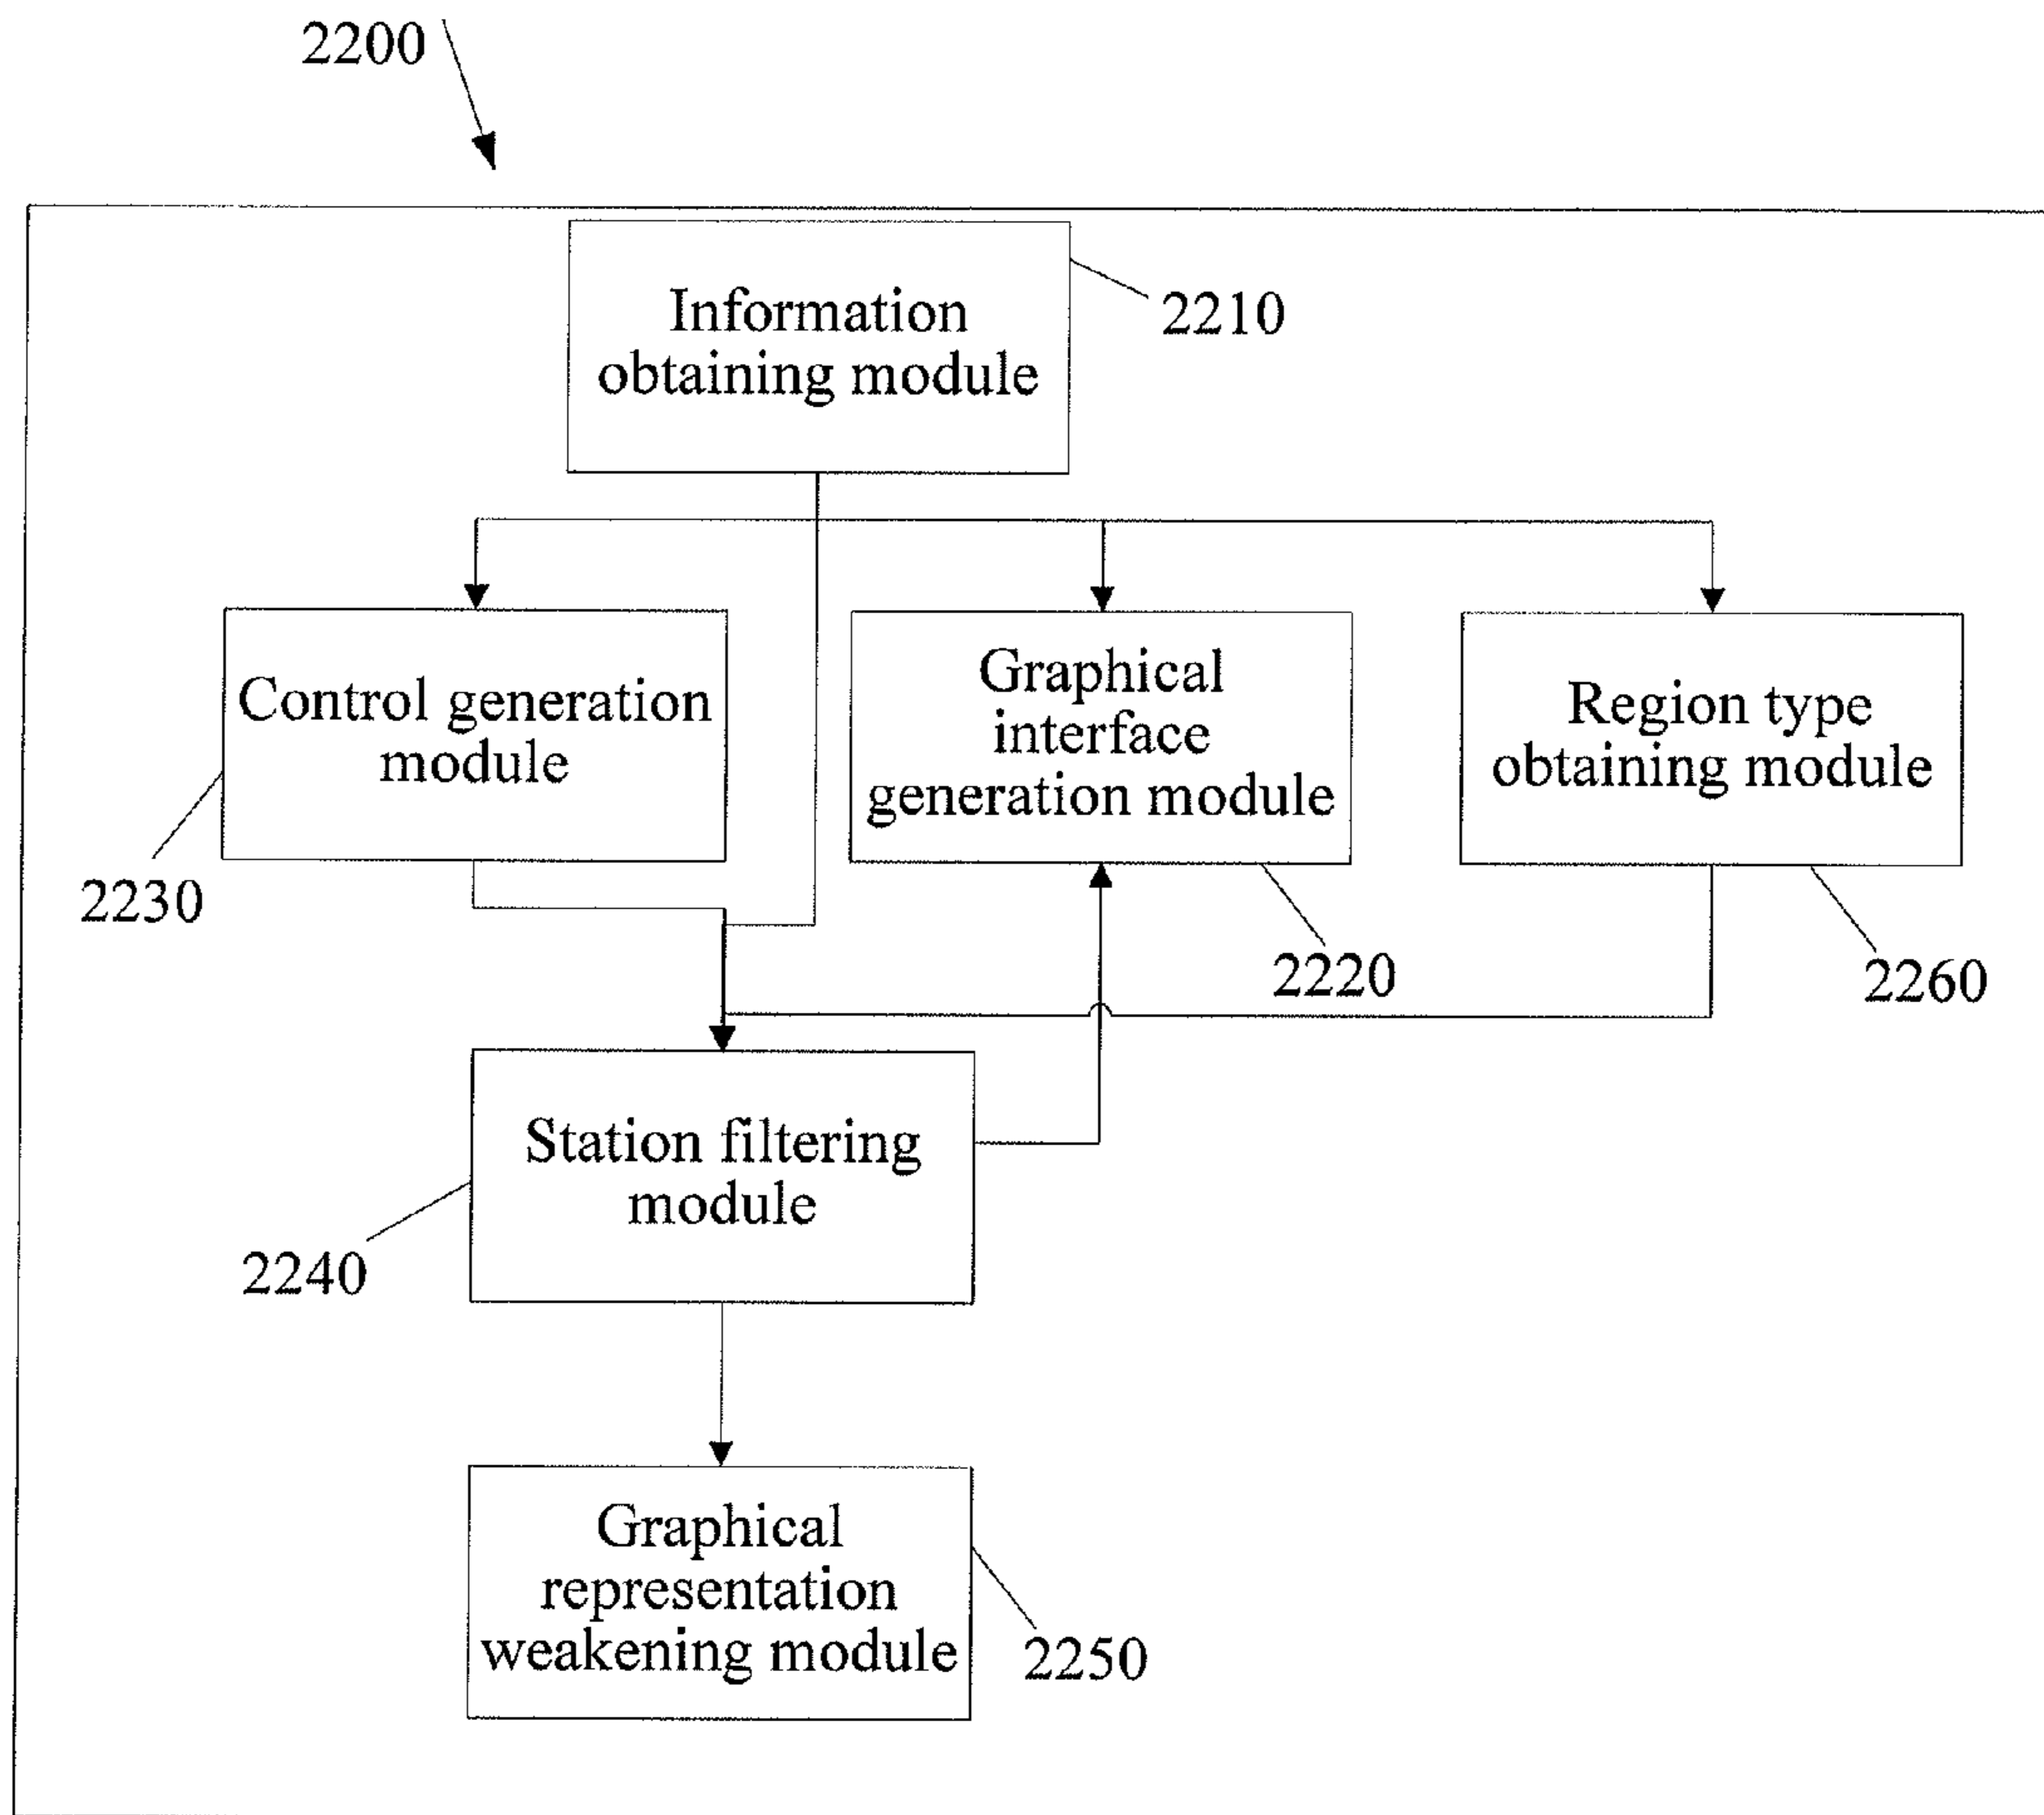 2200
Information
obtaining module
2210
Control generation
module
2230
Graphical
interface
generation module
2220
Region type
obtaining module
2260
Station filtering
module
2240
Graphical
representation
weakening module
2250